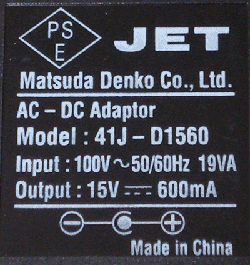 PS
E
JET
Matsuda Denko Co., Ltd.
AC - DC Adaptor
Model : 41J - D1560
Input : 100V ~ 50/60Hz 19VA
Output : 15V ⎓ 600mA
Made in China